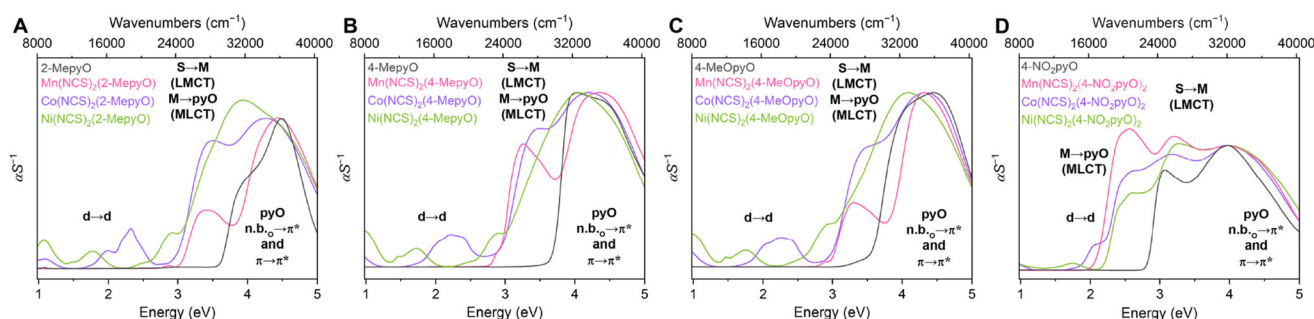 A
Wavenumbers (cm⁻¹)
8000 16000 24000 32000 40000
2-MepyO
Mn(NCS)₂(2-MepyO)
Co(NCS)₂(2-MepyO)
Ni(NCS)₂(2-MepyO)
S→M
(LMCT)
M→pyO
(MLCT)
d→d
pyO
n.b.ₒ→π*
and
π→π*
αS⁻¹
1 2 3 4 5
Energy (eV)
B
Wavenumbers (cm⁻¹)
8000 16000 24000 32000 40000
4-MepyO
Mn(NCS)₂(4-MepyO)
Co(NCS)₂(4-MepyO)
Ni(NCS)₂(4-MepyO)
S→M
(LMCT)
M→pyO
(MLCT)
d→d
pyO
n.b.ₒ→π*
and
π→π*
αS⁻¹
1 2 3 4 5
Energy (eV)
C
Wavenumbers (cm⁻¹)
8000 16000 24000 32000 40000
4-MeOpyO
Mn(NCS)₂(4-MeOpyO)
Co(NCS)₂(4-MeOpyO)
Ni(NCS)₂(4-MeOpyO)
S→M
(LMCT)
M→pyO
(MLCT)
d→d
pyO
n.b.ₒ→π*
and
π→π*
αS⁻¹
1 2 3 4 5
Energy (eV)
D
Wavenumbers (cm⁻¹)
8000 16000 24000 32000 40000
4-NO₂pyO
Mn(NCS)₂(4-NO₂pyO)₂
Co(NCS)₂(4-NO₂pyO)₂
Ni(NCS)₂(4-NO₂pyO)₂
S→M
(LMCT)
M→pyO
(MLCT)
d→d
pyO
n.b.ₒ→π*
and
π→π*
αS⁻¹
1 2 3 4 5
Energy (eV)